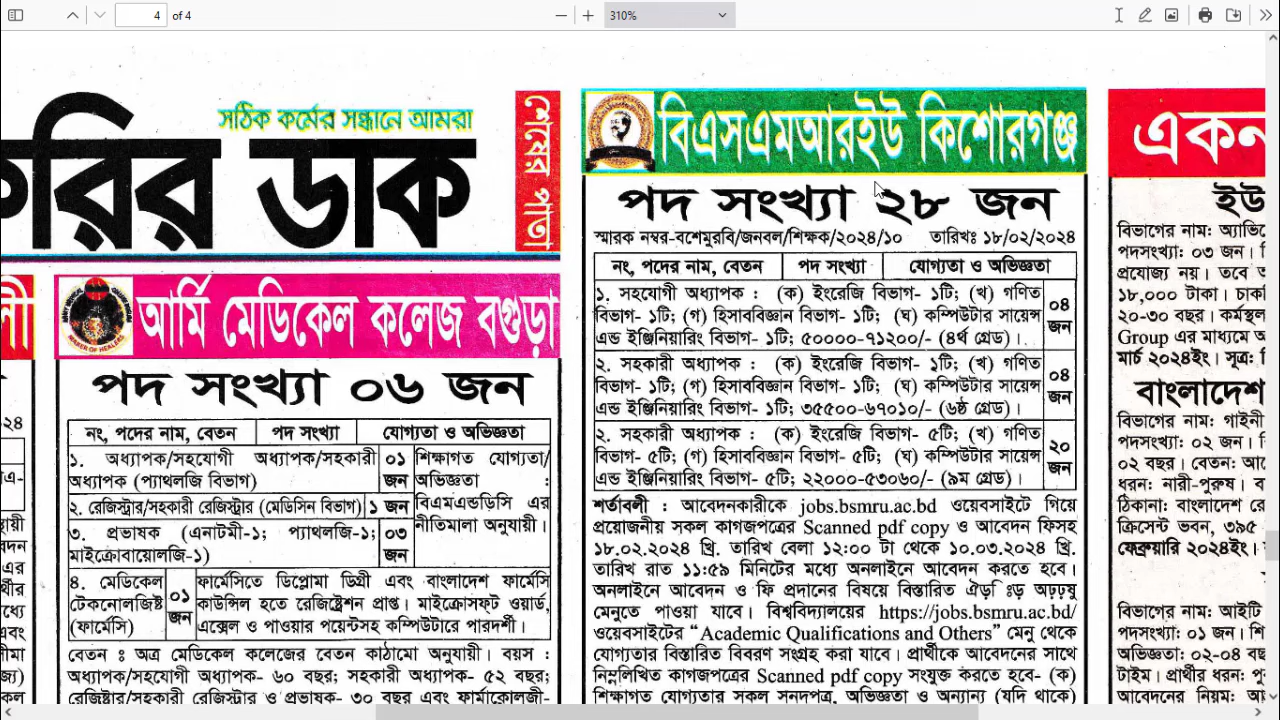 4 of 4
310%
সঠিক কর্মের সন্ধানে আমরা
রির ডাক
শেষের পাতা
আর্মি মেডিকেল কলেজ বগুড়া
পদ সংখ্যা ০৬ জন
নং, পদের নাম, বেতন পদ সংখ্যা যোগ্যতা ও অভিজ্ঞতা
১. অধ্যাপক/সহযোগী অধ্যাপক/সহকারী অধ্যাপক (প্যাথলজি বিভাগ) ০১ জন
শিক্ষাগত যোগ্যতা/
অভিজ্ঞতা :
বিএমএন্ডডিসি এর
নীতিমালা অনুযায়ী।
২. রেজিস্ট্রার/সহকারী রেজিস্ট্রার (মেডিসিন বিভাগ) ১ জন
৩. প্রভাষক (এনাটমী-১; প্যাথলজি-১;
মাইক্রোবায়োলজি-১) ০৩ জন
৪. মেডিকেল
টেকনোলজিষ্ট
(ফার্মেসি) ০১ জন
ফার্মেসিতে ডিপ্লোমা ডিগ্রী এবং বাংলাদেশ ফার্মেসি
কাউন্সিল হতে রেজিষ্ট্রেশন প্রাপ্ত। মাইক্রোসফ্ট ওয়ার্ড,
এক্সেল ও পাওয়ার পয়েন্টসহ কম্পিউটারে পারদর্শী।
বেতন ঃ অত্র মেডিকেল কলেজের বেতন কাঠামো অনুযায়ী। বয়স :
অধ্যাপক/সহযোগী অধ্যাপক- ৬০ বছর; সহকারী অধ্যাপক- ৫২ বছর;
রেজিষ্টার/সহকারী রেজিস্ট্রার ও প্রভাষক- ৩০ বছর এবং ফার্মাকোলজী-
বিএসএমআরইউ কিশোরগঞ্জ
পদ সংখ্যা ২৮ জন
স্মারক নম্বর-বশেমুরবি/জনবল/শিক্ষক/২০২৪/১০ তারিখঃ ১৮/০২/২০২৪
নং, পদের নাম, বেতন পদ সংখ্যা যোগ্যতা ও অভিজ্ঞতা
১. সহযোগী অধ্যাপক : (ক) ইংরেজি বিভাগ- ১টি; (খ) গণিত
বিভাগ- ১টি; (গ) হিসাববিজ্ঞান বিভাগ- ১টি; (ঘ) কম্পিউটার সায়েন্স
এন্ড ইঞ্জিনিয়ারিং বিভাগ- ১টি; ৫০০০০-৭১২০০/- (৪র্থ গ্রেড)।
০৪ জন
২. সহকারী অধ্যাপক : (ক) ইংরেজি বিভাগ- ১টি; (খ) গণিত
বিভাগ- ১টি; (গ) হিসাববিজ্ঞান বিভাগ- ১টি; (ঘ) কম্পিউটার সায়েন্স
এন্ড ইঞ্জিনিয়ারিং বিভাগ- ১টি; ৩৫৫০০-৬৭০১০/- (৬ষ্ঠ গ্রেড)।
০৪ জন
২. সহকারী অধ্যাপক : (ক) ইংরেজি বিভাগ- ৫টি; (খ) গণিত
বিভাগ- ৫টি; (গ) হিসাববিজ্ঞান বিভাগ- ৫টি; (ঘ) কম্পিউটার সায়েন্স
এন্ড ইঞ্জিনিয়ারিং বিভাগ- ৫টি; ২২০০০-৫৩০৬০/- (৯ম গ্রেড)।
২০ জন
শর্তাবলী : আবেদনকারীকে jobs.bsmru.ac.bd ওয়েবসাইটে গিয়ে
প্রয়োজনীয় সকল কাগজপত্রের Scanned pdf copy ও আবেদন ফিসহ
১৮.০২.২০২৪ খ্রি. তারিখ বেলা ১২:০০ টা থেকে ১০.০৩.২০২৪ খ্রি.
তারিখ রাত ১১:৫৯ মিনিটের মধ্যে অনলাইনে আবেদন করতে হবে।
অনলাইনে আবেদন ও ফি প্রদানের বিষয়ে বিস্তারিত
মেনুতে পাওয়া যাবে। বিশ্ববিদ্যালয়ের https://jobs.bsmru.ac.bd/
ওয়েবসাইটের “Academic Qualifications and Others” মেনু থেকে
যোগ্যতার বিস্তারিত বিবরণ সংগ্রহ করা যাবে। প্রার্থীকে আবেদনের সাথে
নিম্নলিখিত কাগজপত্রের Scanned pdf copy সংযুক্ত করতে হবে- (ক)
শিক্ষাগত যোগ্যতার সকল সনদপত্র, অভিজ্ঞতা ও অন্যান্য (যদি থাকে)
একন
ইউ
বিভাগের নাম:
পদসংখ্যা: ০৩ জন।
প্রযোজ্য নয়। তবে
১৮,০০০ টাকা।
২০-৩০ বছর। কর্মস্থল
Group এর মাধ্যমে
মার্চ ২০২৪ইং। সূত্র:
বাংলাদেশ
বিভাগের নাম: গাইনী
পদসংখ্যা: ০২ জন।
০২ বছর। বেতন:
ধরন: নারী-পুরুষ।
ঠিকানা: বাংলাদেশ
ক্রিসেন্ট ভবন, ৩৯৫
ফেব্রুয়ারি ২০২৪ইং।
বিভাগের নাম: আইটি
পদসংখ্যা: ০১ জন।
অভিজ্ঞতা: ০২-০৪
টাইম। প্রার্থীর ধরন:
আবেদনের নিয়ম: